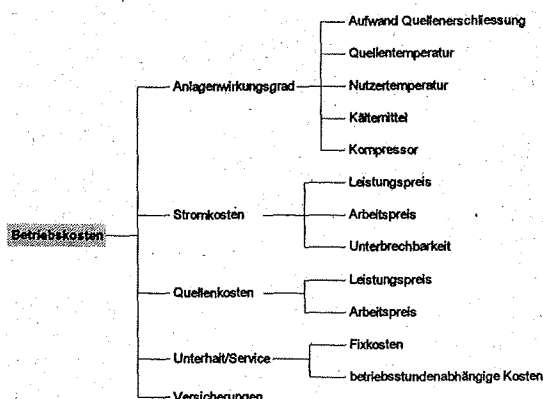 Aufwand Quellenerschliessung
Quellentemperatur
Anlagenwirkungsgrad
Nutzertemperatur
Kältemittel
Kompressor
Leistungspreis
Stromkosten
Arbeitspreis
Betriebskosten
Unterbrechbarkeit
Leistungspreis
Quellenkosten
Arbeitspreis
Fixkosten
Unterhalt/Service
betriebsstundenabhängige Kosten
Versicherungen